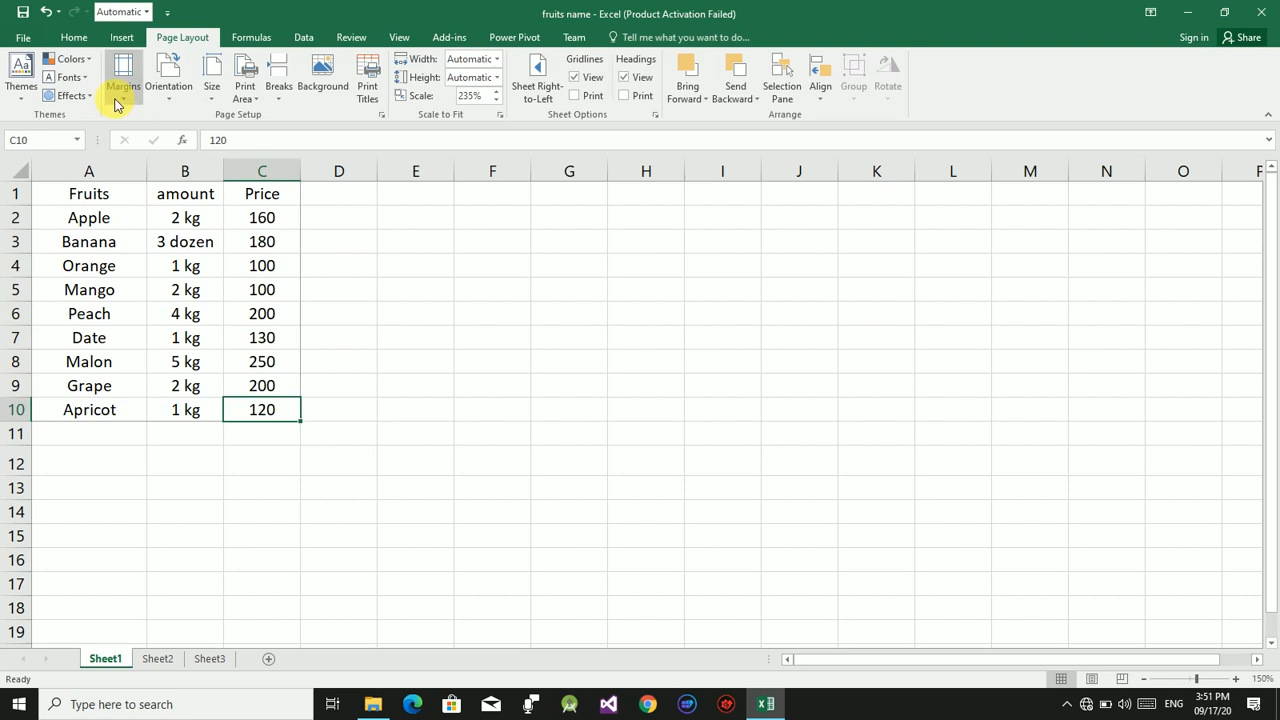 Automatic
fruits name - Excel (Product Activation Failed)
File Home Insert Page Layout Formulas Data Review View Add-ins Power Pivot Team Tell me what you want to do... Sign in Share
Themes Colors Fonts Effects Margins Orientation Size Print Area Breaks Background Print Titles Width: Automatic Height: Automatic Scale: 235% Sheet Right-to-Left Gridlines View Print Headings View Print Bring Forward Send Backward Selection Pane Align Group Rotate
Themes Page Setup Scale to Fit Sheet Options Arrange
C10 fx 120
A B C D E F G H I J K L M N O P
1 Fruits amount Price
2 Apple 2 kg 160
3 Banana 3 dozen 180
4 Orange 1 kg 100
5 Mango 2 kg 100
6 Peach 4 kg 200
7 Date 1 kg 130
8 Malon 5 kg 250
9 Grape 2 kg 200
10 Apricot 1 kg 120
11
12
13
14
15
16
17
18
19
Sheet1 Sheet2 Sheet3
Ready 150%
Type here to search ENG 3:51 PM
09/17/20